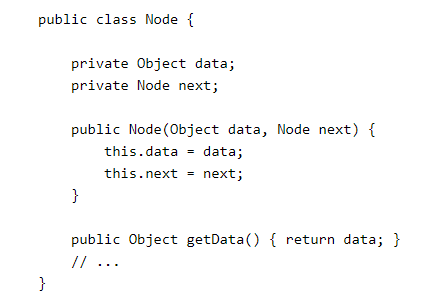 public class Node {
private Object data;
private Node next;
public Node(Object data, Node next) {
this.data = data;
this.next = next;
}
public Object getData() { return data; }
// ...
}